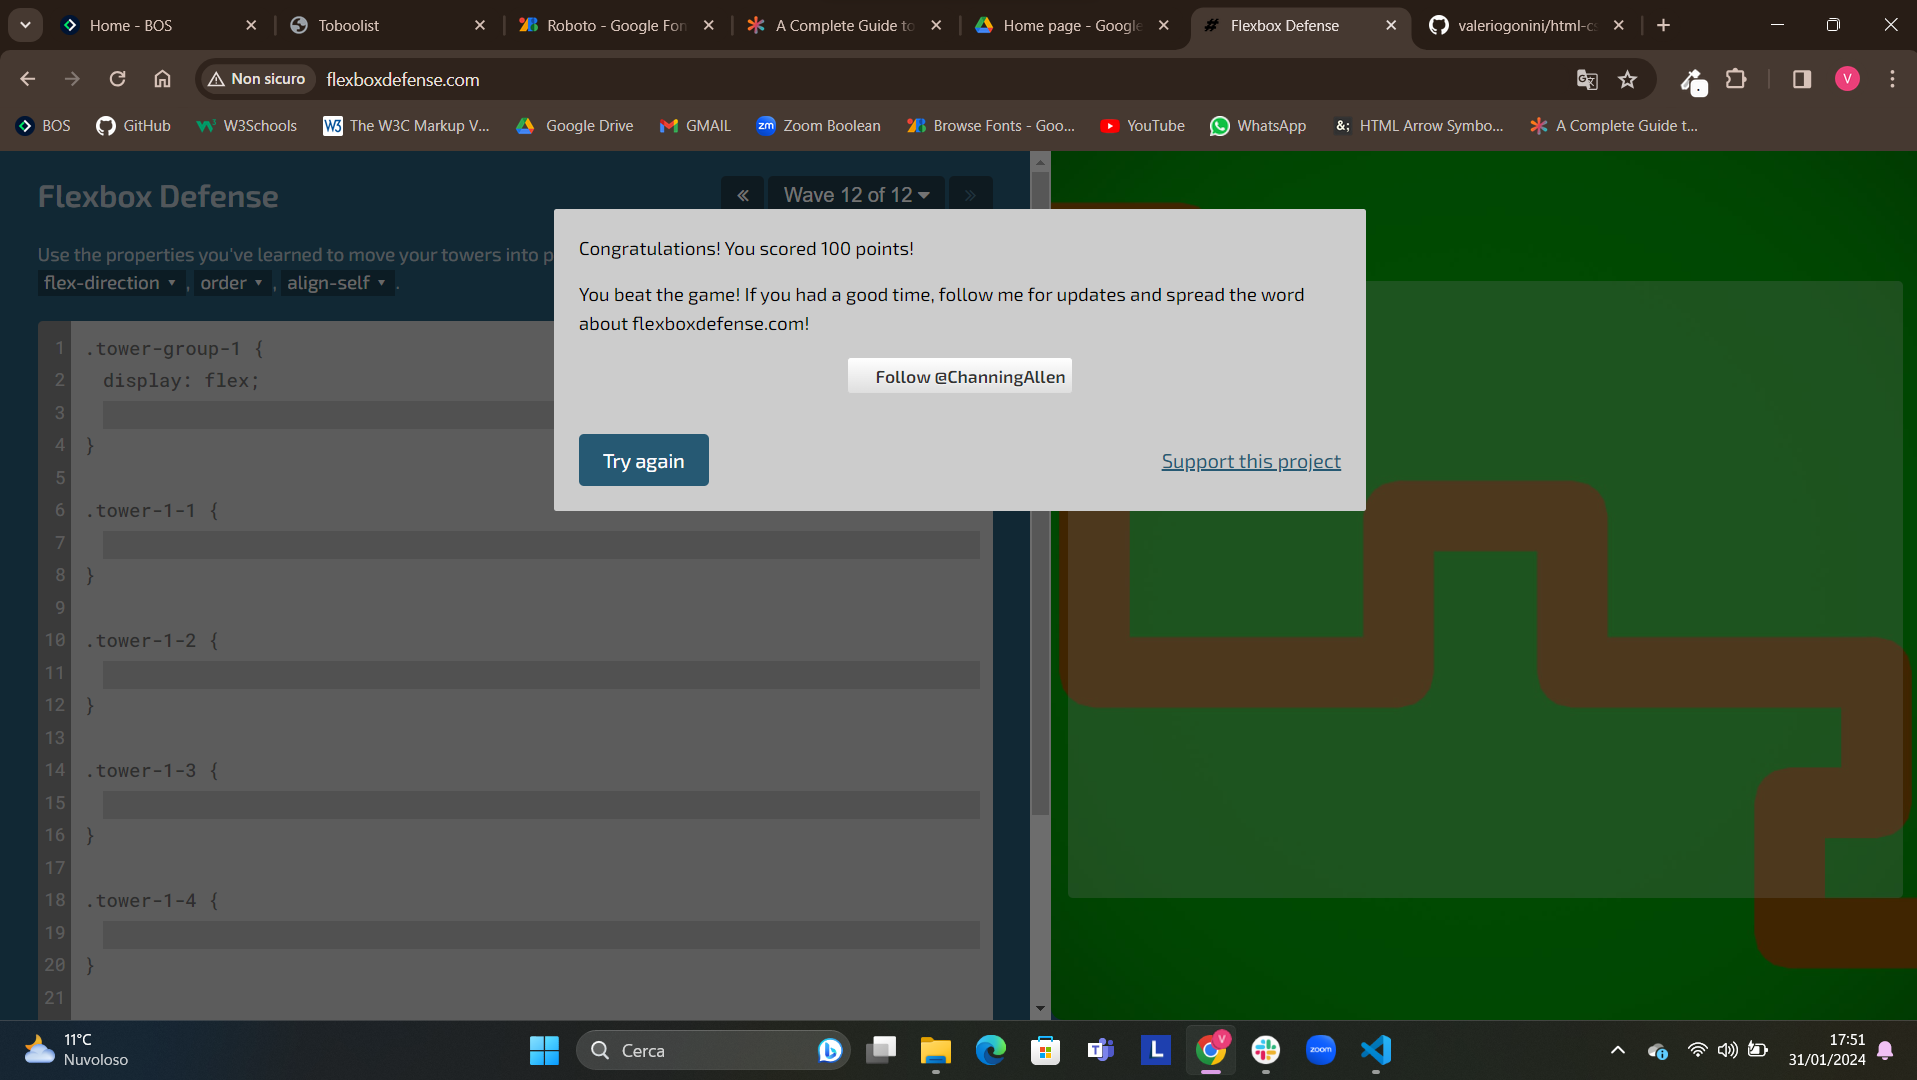 Home - BOS
Toboolist
Roboto - Google Fon
A Complete Guide to
Home page - Google
Flexbox Defense
valeriogonini/html-cs
Non sicuro
flexboxdefense.com
V
BOS
GitHub
W3Schools
The W3C Markup V...
Google Drive
GMAIL
Zoom Boolean
Browse Fonts - Goo...
YouTube
WhatsApp
HTML Arrow Symbo...
A Complete Guide t...
Flexbox Defense
« Wave 12 of 12 ▾ »
Use the properties you've learned to move your towers into p
flex-direction ▾ , order ▾ , align-self ▾ .
Congratulations! You scored 100 points!
You beat the game! If you had a good time, follow me for updates and spread the word
about flexboxdefense.com!
Follow @ChanningAllen
Try again
Support this project
1 .tower-group-1 {
2 display: flex;
3
4 }
5
6 .tower-1-1 {
7
8 }
9
10 .tower-1-2 {
11
12 }
13
14 .tower-1-3 {
15
16 }
17
18 .tower-1-4 {
19
20 }
21
11°C
Nuvoloso
Cerca
L
V
zoom
17:51
31/01/2024